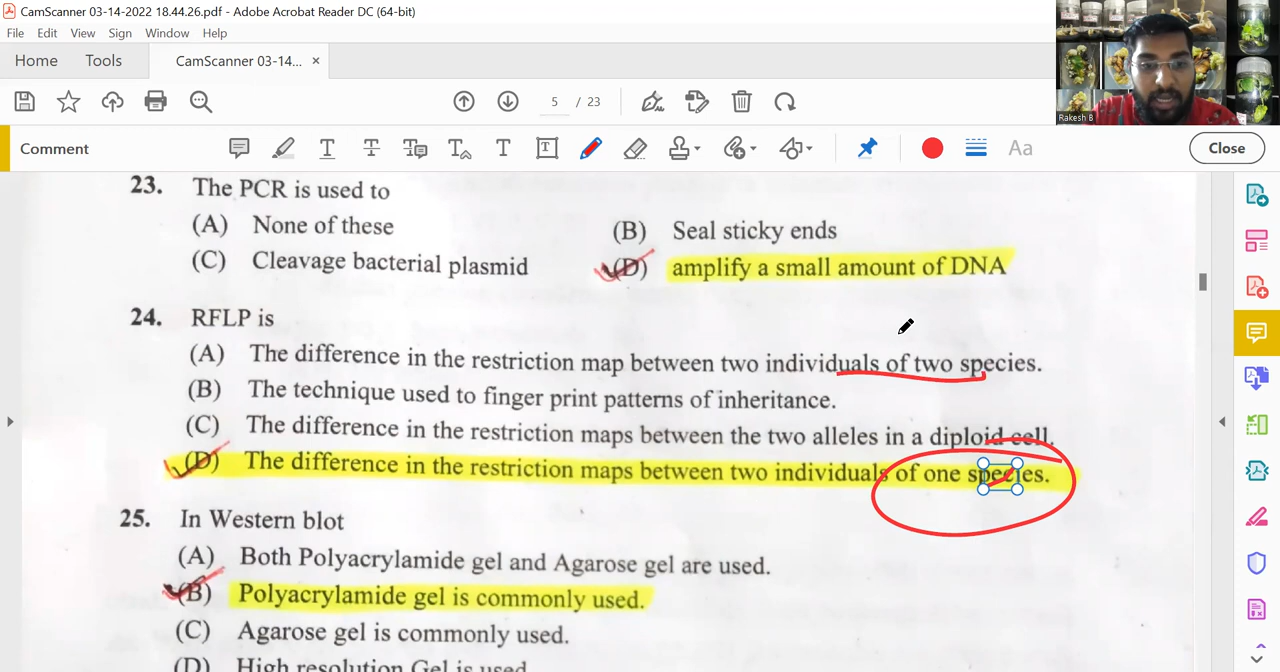 CamScanner 03-14-2022 18.44.26.pdf - Adobe Acrobat Reader DC (64-bit)
File Edit View Sign Window Help
Home Tools CamScanner 03-14... ×
5 / 23
Rakesh B
Comment
Aa
Close
23. The PCR is used to
(A) None of these (B) Seal sticky ends
(C) Cleavage bacterial plasmid (D) amplify a small amount of DNA
24. RFLP is
(A) The difference in the restriction map between two individuals of two species.
(B) The technique used to finger print patterns of inheritance.
(C) The difference in the restriction maps between the two alleles in a diploid cell.
(D) The difference in the restriction maps between two individuals of one species.
25. In Western blot
(A) Both Polyacrylamide gel and Agarose gel are used.
(B) Polyacrylamide gel is commonly used.
(C) Agarose gel is commonly used.
(D) High resolution Gel is used